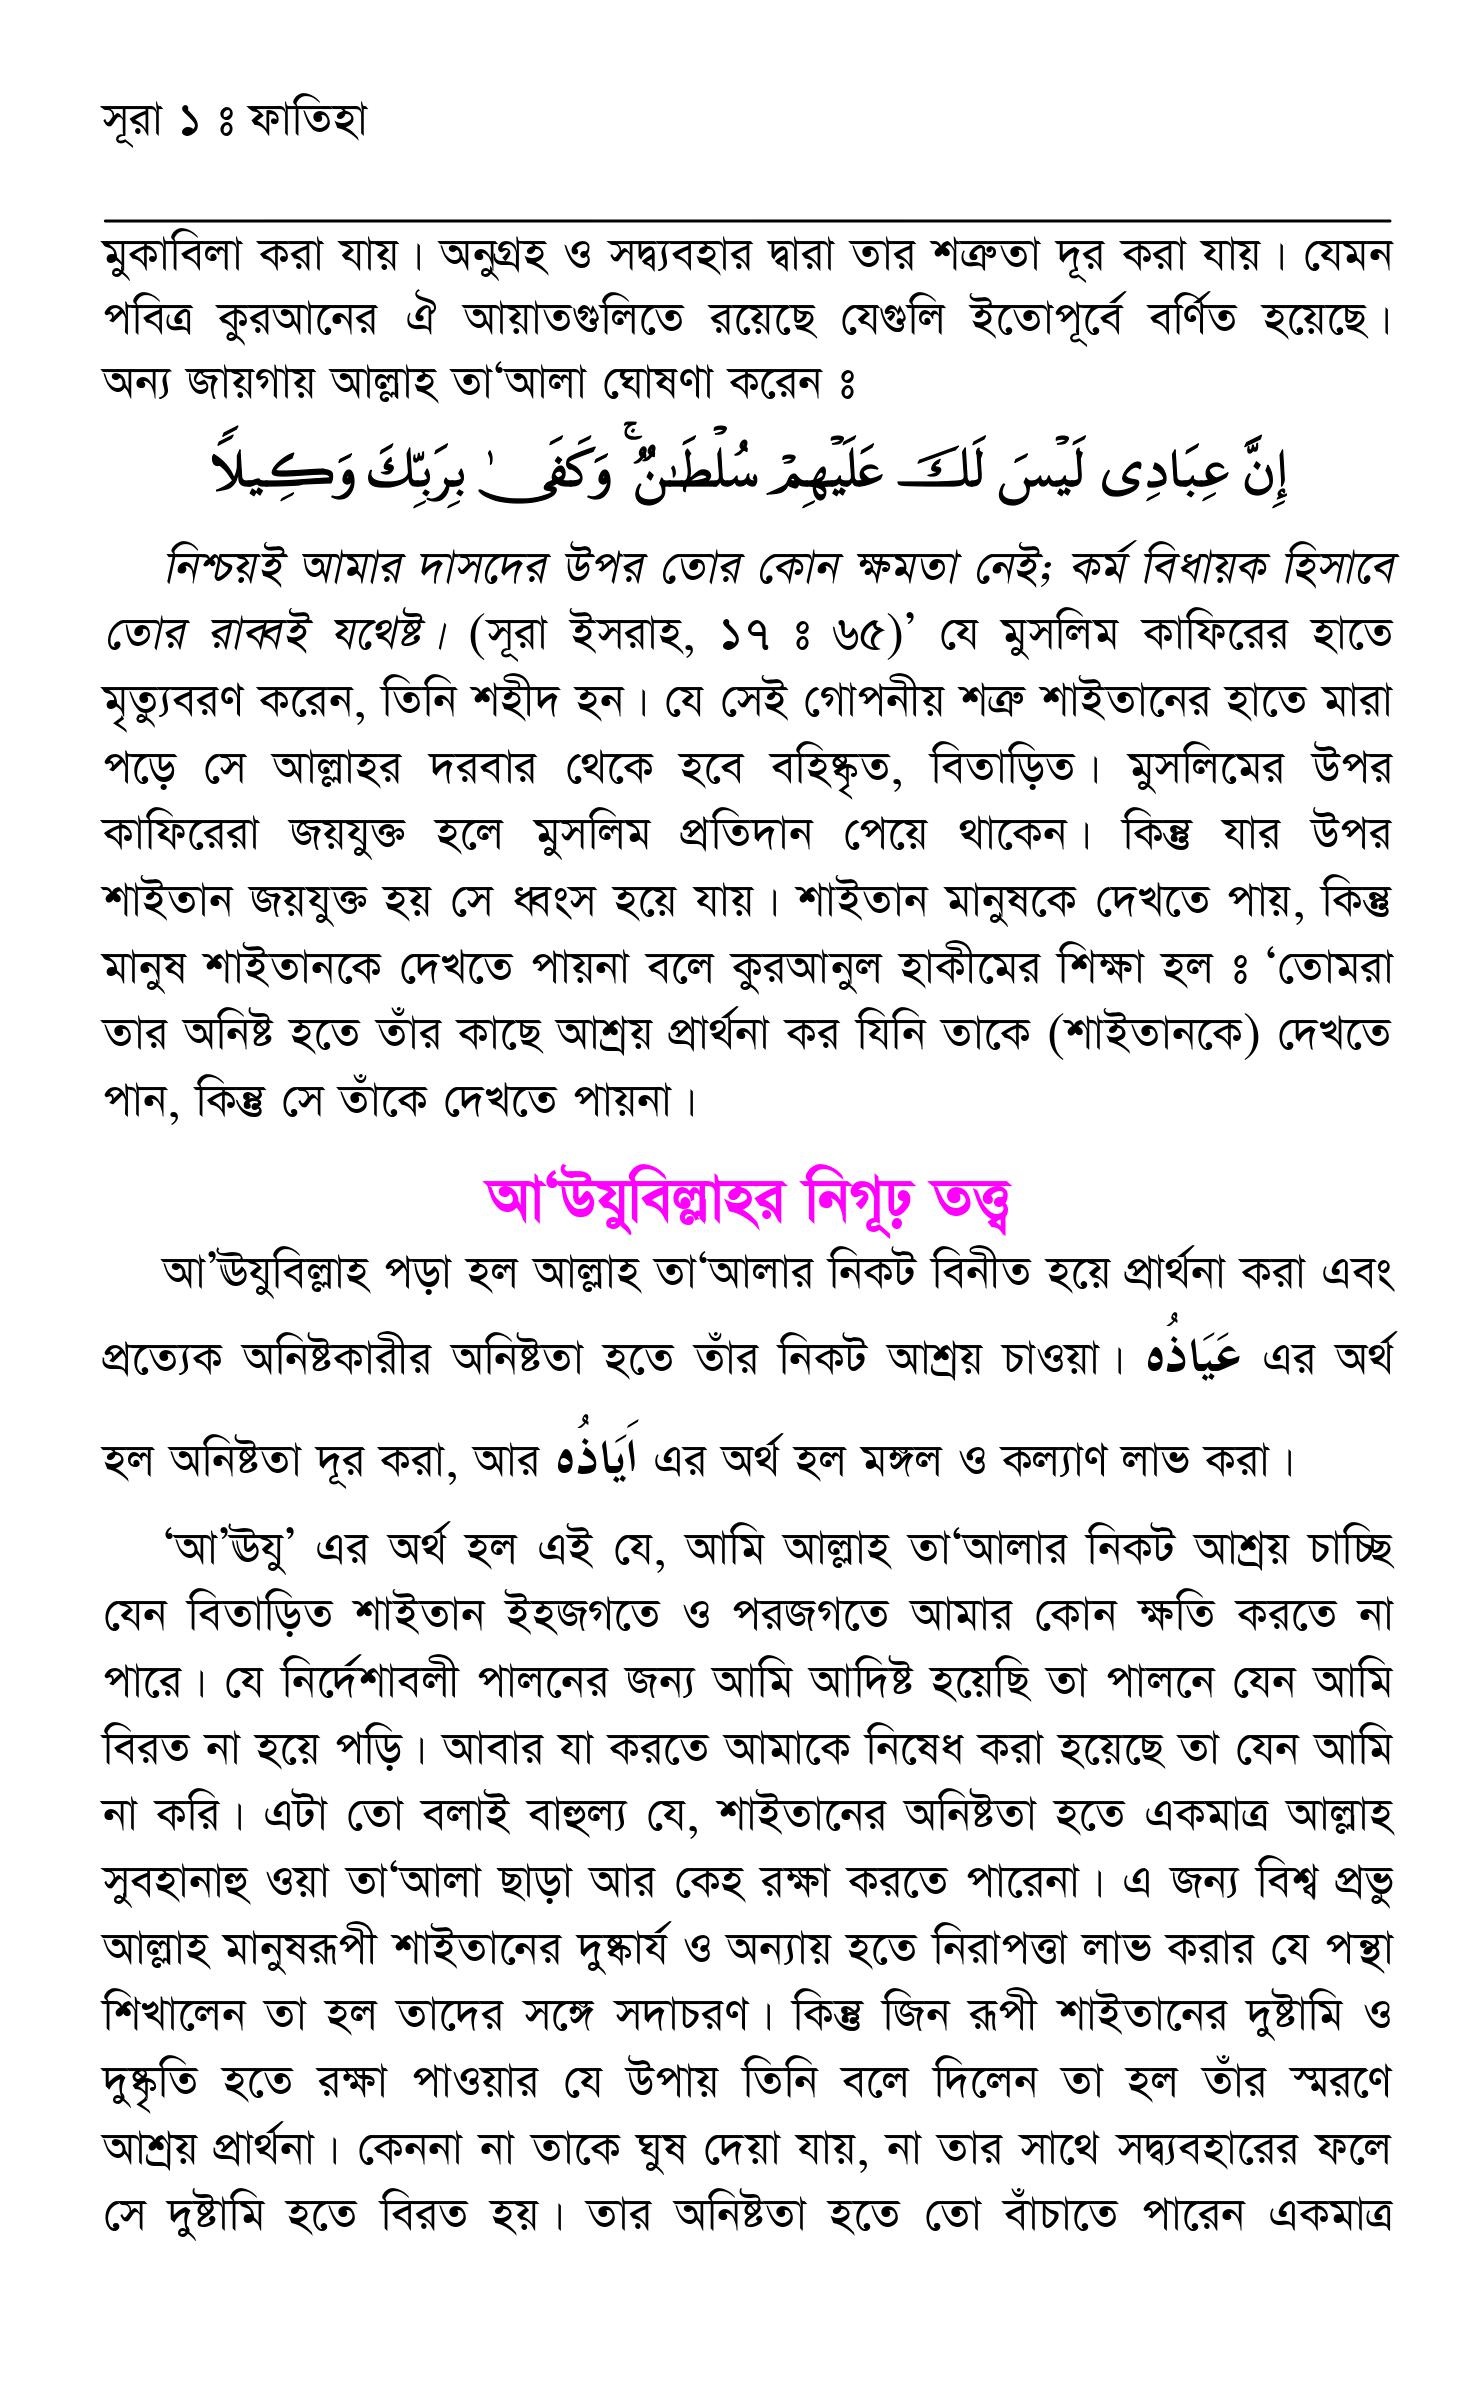 সূরা ১ ঃ ফাতিহা
মুকাবিলা করা যায়। অনুগ্রহ ও সদ্ব্যবহার দ্বারা তার শত্রুতা দূর করা যায়। যেমন
পবিত্র কুরআনের ঐ আয়াতগুলিতে রয়েছে যেগুলি ইতোপূর্বে বর্ণিত হয়েছে।
অন্য জায়গায় আল্লাহ তা‘আলা ঘোষণা করেন ঃ
إِنَّ عِبَادِى لَيْسَ لَكَ عَلَيْهِمْ سُلْطَـٰنٌ ۚ وَكَفَىٰ بِرَبِّكَ وَكِيلاً
নিশ্চয়ই আমার দাসদের উপর তোর কোন ক্ষমতা নেই; কর্ম বিধায়ক হিসাবে
তোর রাব্বই যথেষ্ট। (সূরা ইসরাহ, ১৭ ঃ ৬৫)’ যে মুসলিম কাফিরের হাতে
মৃত্যুবরণ করেন, তিনি শহীদ হন। যে সেই গোপনীয় শত্রু শাইতানের হাতে মারা
পড়ে সে আল্লাহর দরবার থেকে হবে বহিষ্কৃত, বিতাড়িত। মুসলিমের উপর
কাফিরেরা জয়যুক্ত হলে মুসলিম প্রতিদান পেয়ে থাকেন। কিন্তু যার উপর
শাইতান জয়যুক্ত হয় সে ধ্বংস হয়ে যায়। শাইতান মানুষকে দেখতে পায়, কিন্তু
মানুষ শাইতানকে দেখতে পায়না বলে কুরআনুল হাকীমের শিক্ষা হল ঃ ‘তোমরা
তার অনিষ্ট হতে তাঁর কাছে আশ্রয় প্রার্থনা কর যিনি তাকে (শাইতানকে) দেখতে
পান, কিন্তু সে তাঁকে দেখতে পায়না।
আ‘উযুবিল্লাহর নিগূঢ় তত্ত্ব
আ’ঊযুবিল্লাহ পড়া হল আল্লাহ তা‘আলার নিকট বিনীত হয়ে প্রার্থনা করা এবং
প্রত্যেক অনিষ্টকারীর অনিষ্টতা হতে তাঁর নিকট আশ্রয় চাওয়া। عَيَاذُه এর অর্থ
হল অনিষ্টতা দূর করা, আর اَيَاذُه এর অর্থ হল মঙ্গল ও কল্যাণ লাভ করা।
‘আ’ঊযু’ এর অর্থ হল এই যে, আমি আল্লাহ তা‘আলার নিকট আশ্রয় চাচ্ছি
যেন বিতাড়িত শাইতান ইহজগতে ও পরজগতে আমার কোন ক্ষতি করতে না
পারে। যে নির্দেশাবলী পালনের জন্য আমি আদিষ্ট হয়েছি তা পালনে যেন আমি
বিরত না হয়ে পড়ি। আবার যা করতে আমাকে নিষেধ করা হয়েছে তা যেন আমি
না করি। এটা তো বলাই বাহুল্য যে, শাইতানের অনিষ্টতা হতে একমাত্র আল্লাহ
সুবহানাহু ওয়া তা‘আলা ছাড়া আর কেহ রক্ষা করতে পারেনা। এ জন্য বিশ্ব প্রভু
আল্লাহ মানুষরূপী শাইতানের দুষ্কার্য ও অন্যায় হতে নিরাপত্তা লাভ করার যে পন্থা
শিখালেন তা হল তাদের সঙ্গে সদাচরণ। কিন্তু জিন রূপী শাইতানের দুষ্টামি ও
দুষ্কৃতি হতে রক্ষা পাওয়ার যে উপায় তিনি বলে দিলেন তা হল তাঁর স্মরণে
আশ্রয় প্রার্থনা। কেননা না তাকে ঘুষ দেয়া যায়, না তার সাথে সদ্ব্যবহারের ফলে
সে দুষ্টামি হতে বিরত হয়। তার অনিষ্টতা হতে তো বাঁচাতে পারেন একমাত্র